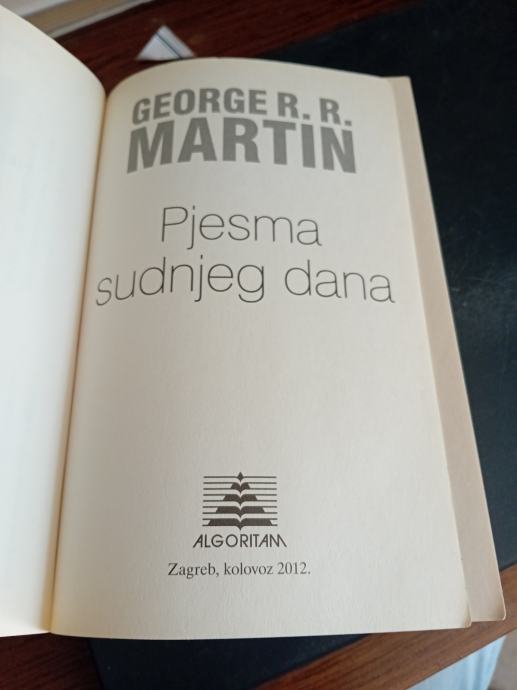 GEORGE R. R.
MARTIN
Pjesma
sudnjeg dana
ALGORITAM
Zagreb, kolovoz 2012.